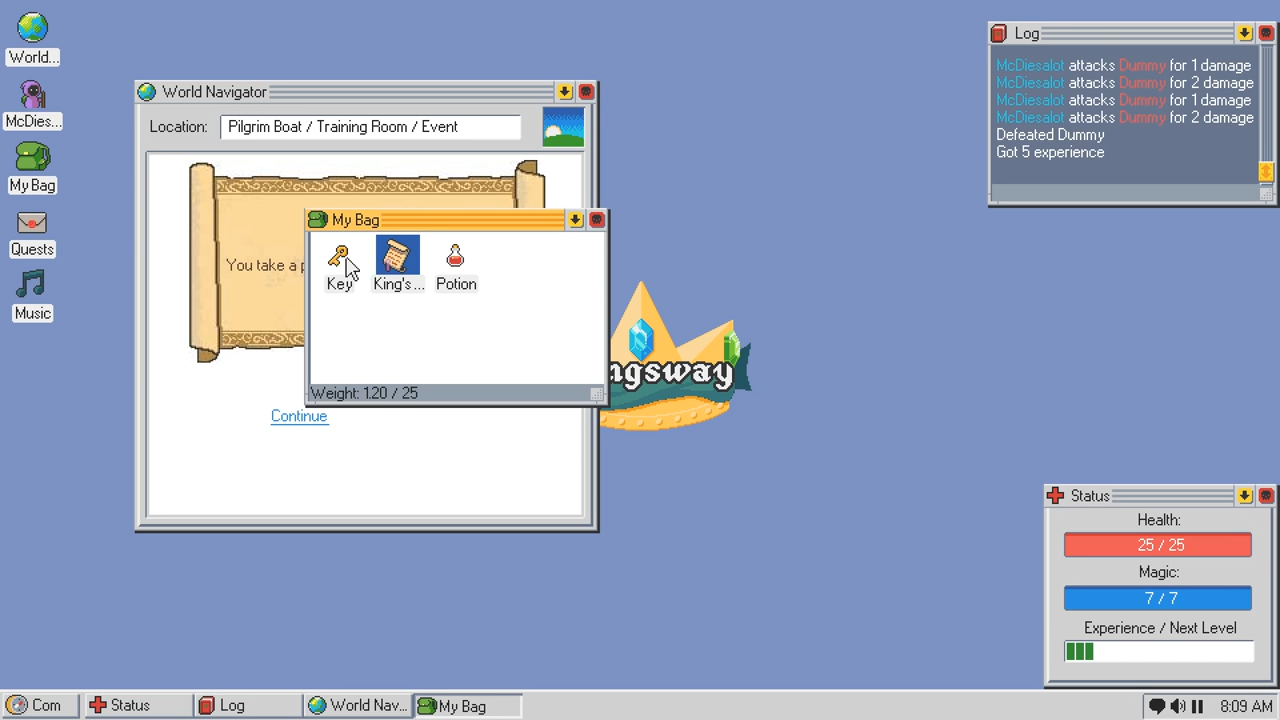 World...
McDies...
My Bag
Quests
Music
World Navigator
Location: Pilgrim Boat / Training Room / Event
You take a
Continue
My Bag
Key
King's ...
Potion
Weight: 1.20 / 25
ngsway
Log
McDiesalot attacks Dummy for 1 damage
McDiesalot attacks Dummy for 2 damage
McDiesalot attacks Dummy for 1 damage
McDiesalot attacks Dummy for 2 damage
Defeated Dummy
Got 5 experience
Status
Health:
25 / 25
Magic:
7 / 7
Experience / Next Level
Com
Status
Log
World Nav...
My Bag
8:09 AM